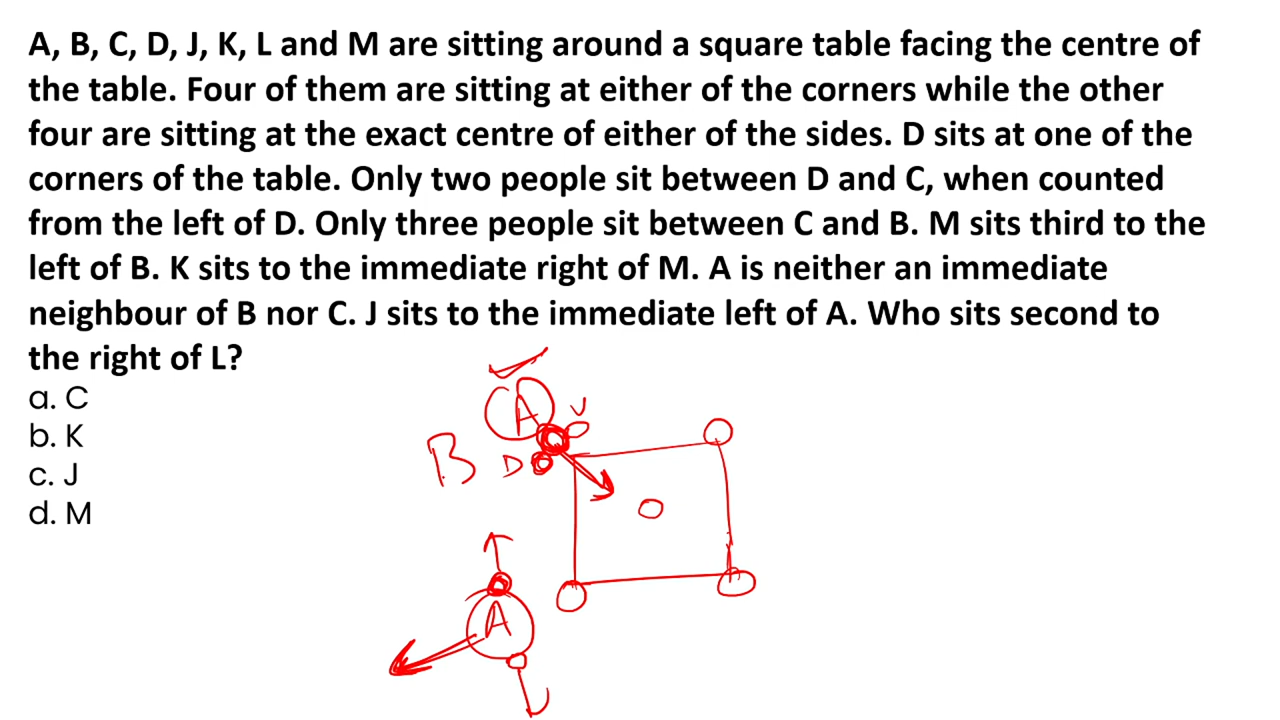 A, B, C, D, J, K, L and M are sitting around a square table facing the centre of
the table. Four of them are sitting at either of the corners while the other
four are sitting at the exact centre of either of the sides. D sits at one of the
corners of the table. Only two people sit between D and C, when counted
from the left of D. Only three people sit between C and B. M sits third to the
left of B. K sits to the immediate right of M. A is neither an immediate
neighbour of B nor C. J sits to the immediate left of A. Who sits second to
the right of L?
a. C
b. K
c. J
d. M
A
B
D
A